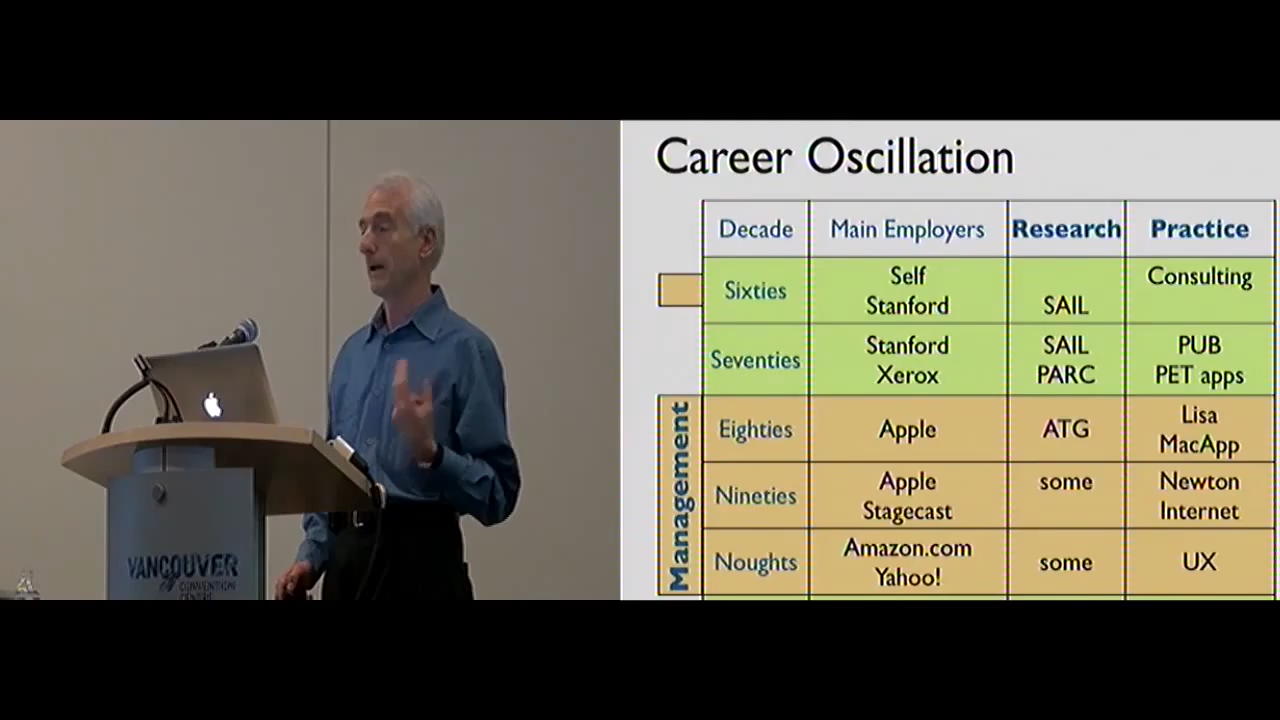 Career Oscillation
Decade Main Employers Research Practice
Sixties
Self
Stanford
SAIL
Consulting
Seventies
Stanford
Xerox
SAIL
PARC
PUB
PET apps
Management
Eighties
Apple
ATG
Lisa
MacApp
Nineties
Apple
Stagecast
some
Newton
Internet
Noughts
Amazon.com
Yahoo!
some
UX
VANCOUVER
CONVENTION
CENTRE